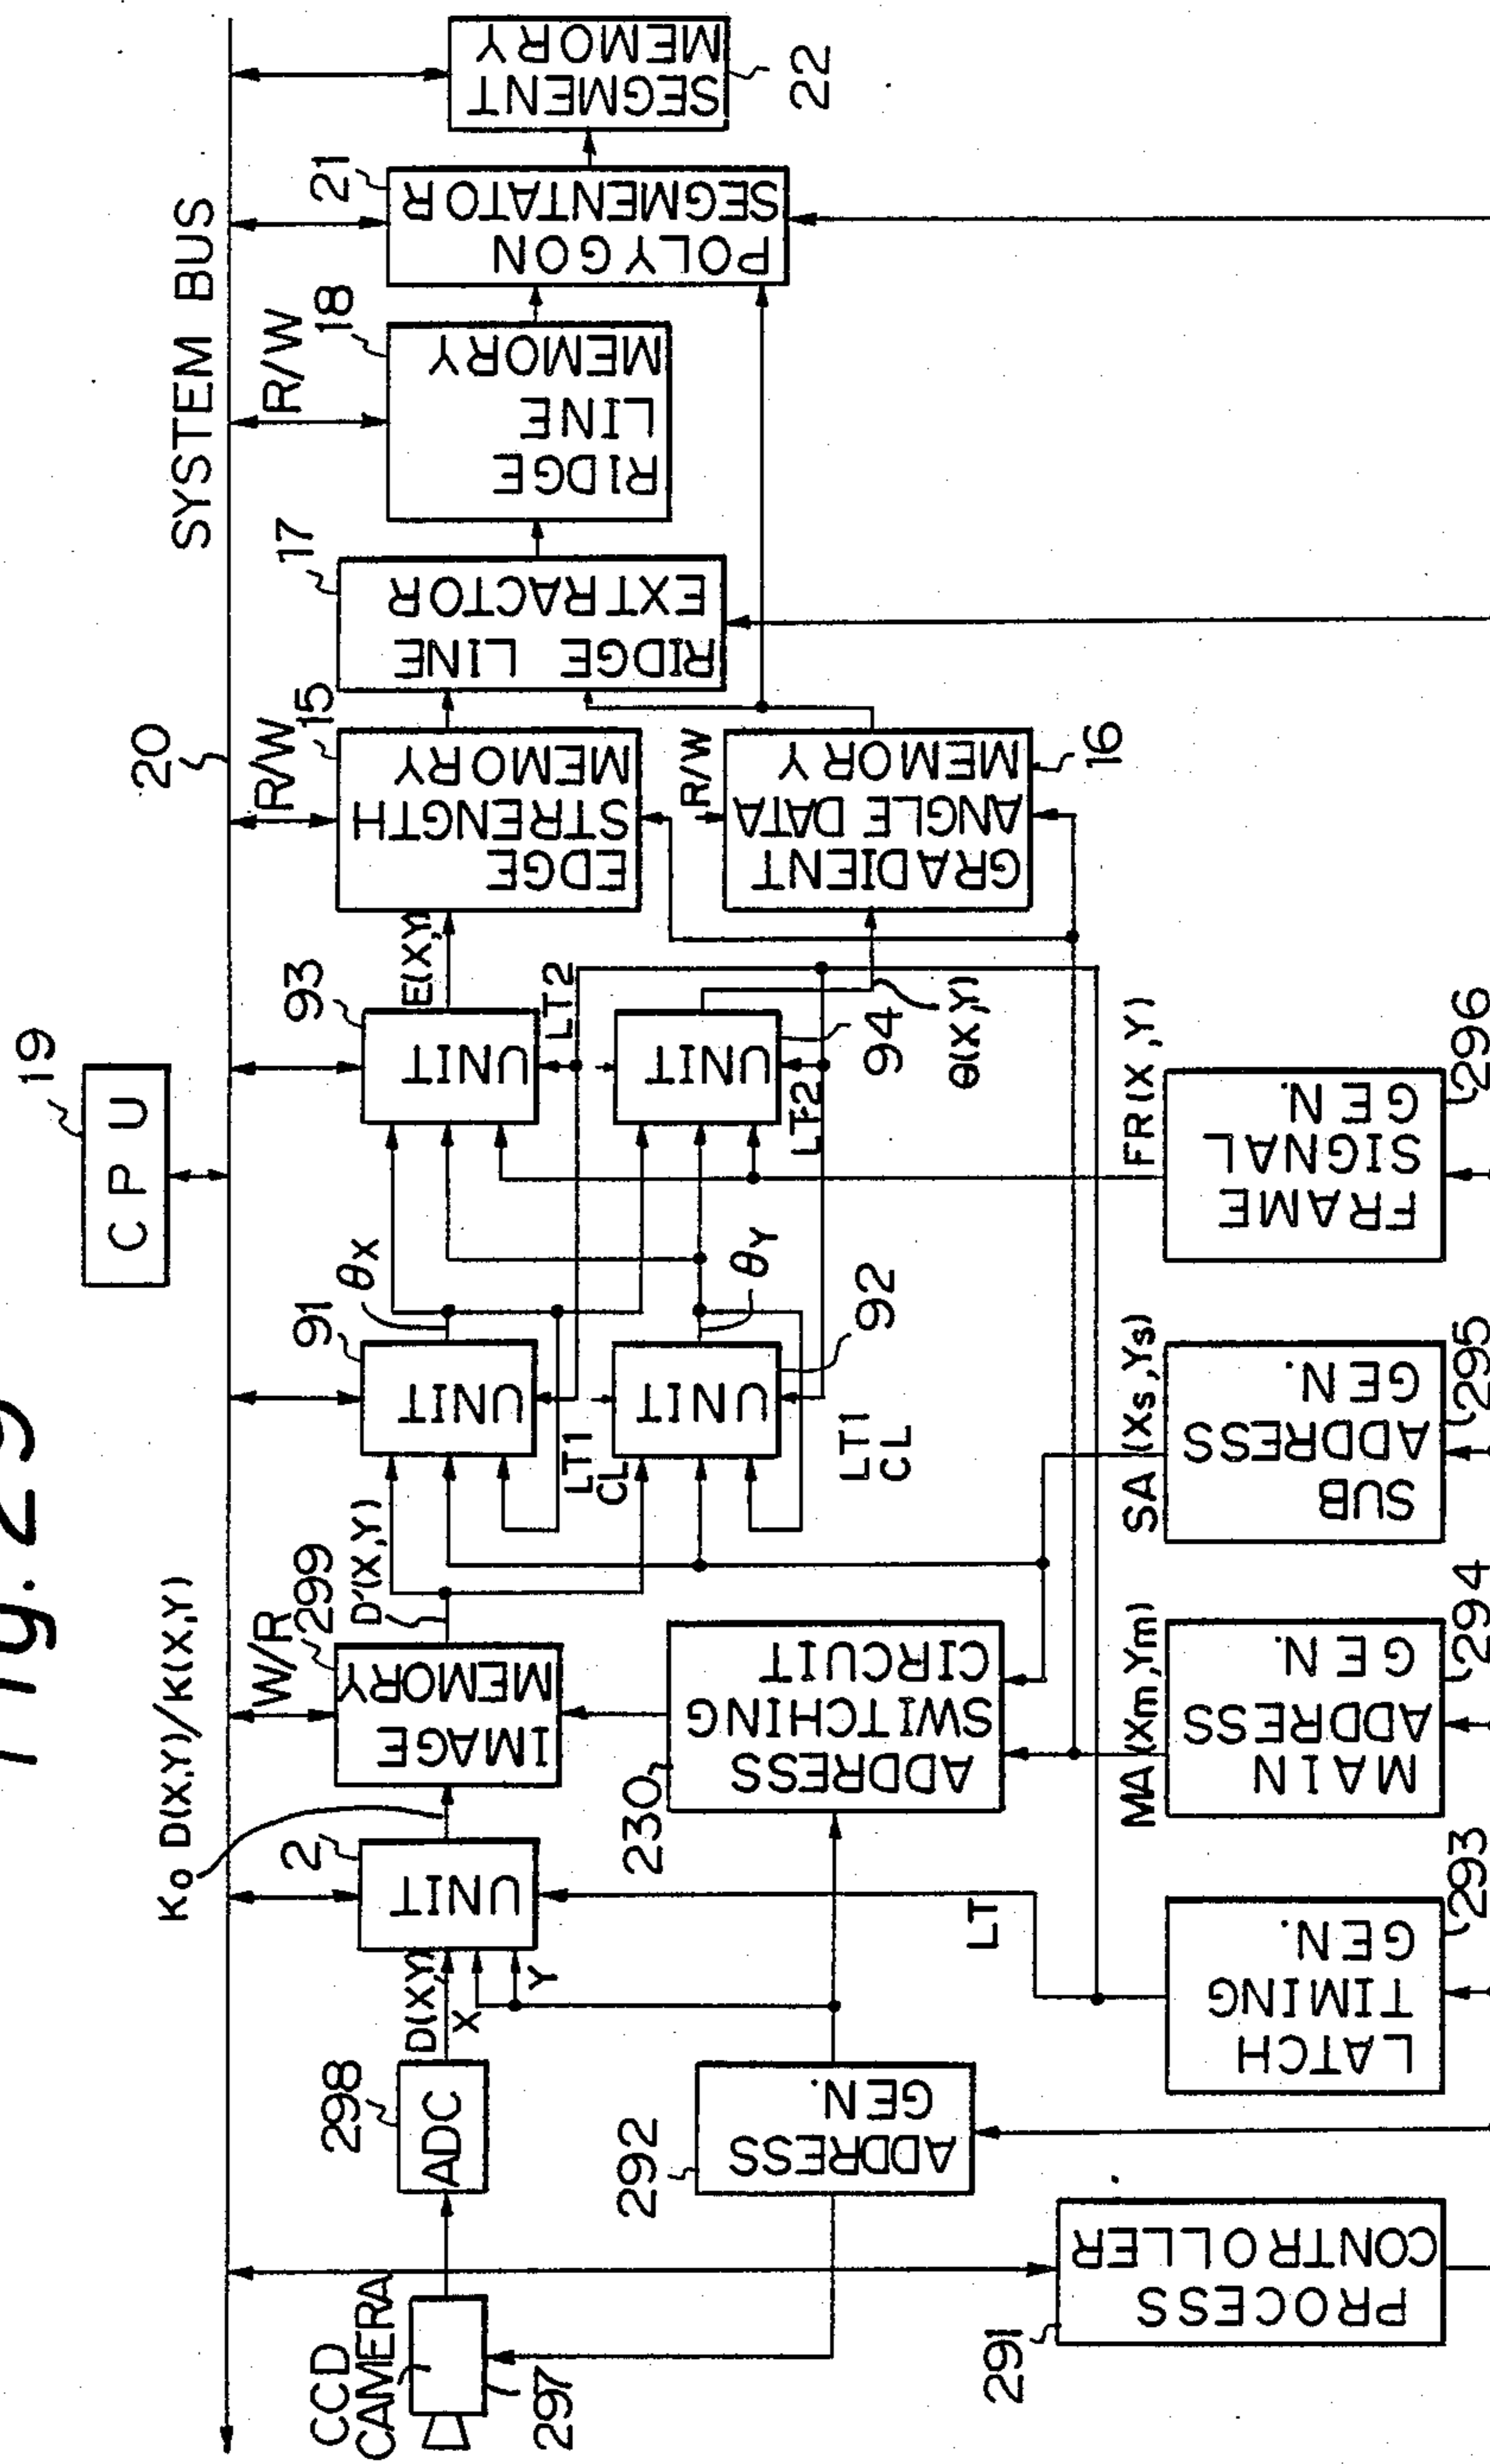 Fig. 29
19
C P U
20
SYSTEM BUS
K₀ D(X,Y)/K(X,Y)
CCD
CAMERA
297
298
ADC
D(X,Y)
X
Y
2
UNIT
W/R
299
IMAGE
MEMORY
D'(X,Y)
91
UNIT
θX
LT1
CL
92
UNIT
θY
LT1
CL
93
UNIT
E(X,Y)
LT2
94
UNIT
LT2
θ(X,Y)
R/W
15
EDGE
STRENGTH
MEMORY
R/W
16
GRADIENT
ANGLE DATA
MEMORY
17
RIDGE LINE
EXTRACTOR
R/W
18
RIDGE
LINE
MEMORY
21
POLYGON
SEGMENTATOR
22
SEGMENT
MEMORY
292
ADDRESS
GEN.
230
ADDRESS
SWITCHING
CIRCUIT
291
PROCESS
CONTROLLER
LT
293
LATCH
TIMING
GEN.
MA (Xm,Ym)
294
MAIN
ADDRESS
GEN.
SA (Xs,Ys)
295
SUB
ADDRESS
GEN.
FR(X,Y)
296
FRAME
SIGNAL
GEN.